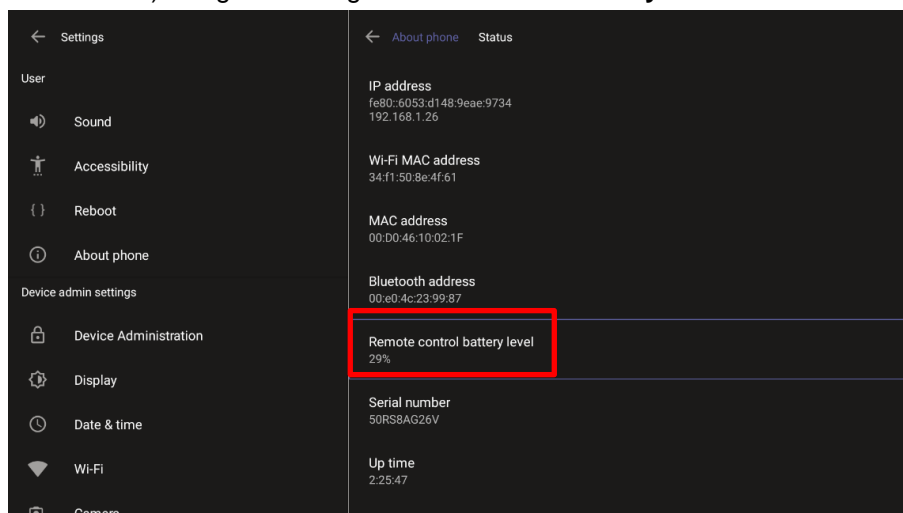 Settings
User
Sound
Accessibility
Reboot
About phone
Device admin settings
Device Administration
Display
Date & time
Wi-Fi
Camera
About phone Status
IP address
fe80::6053:d148:9eae:9734
192.168.1.26
Wi-Fi MAC address
34:f1:50:8e:4f:61
MAC address
00:D0:46:10:02:1F
Bluetooth address
00:e0:4c:23:99:87
Remote control battery level
29%
Serial number
50RS8AG26V
Up time
2:25:47